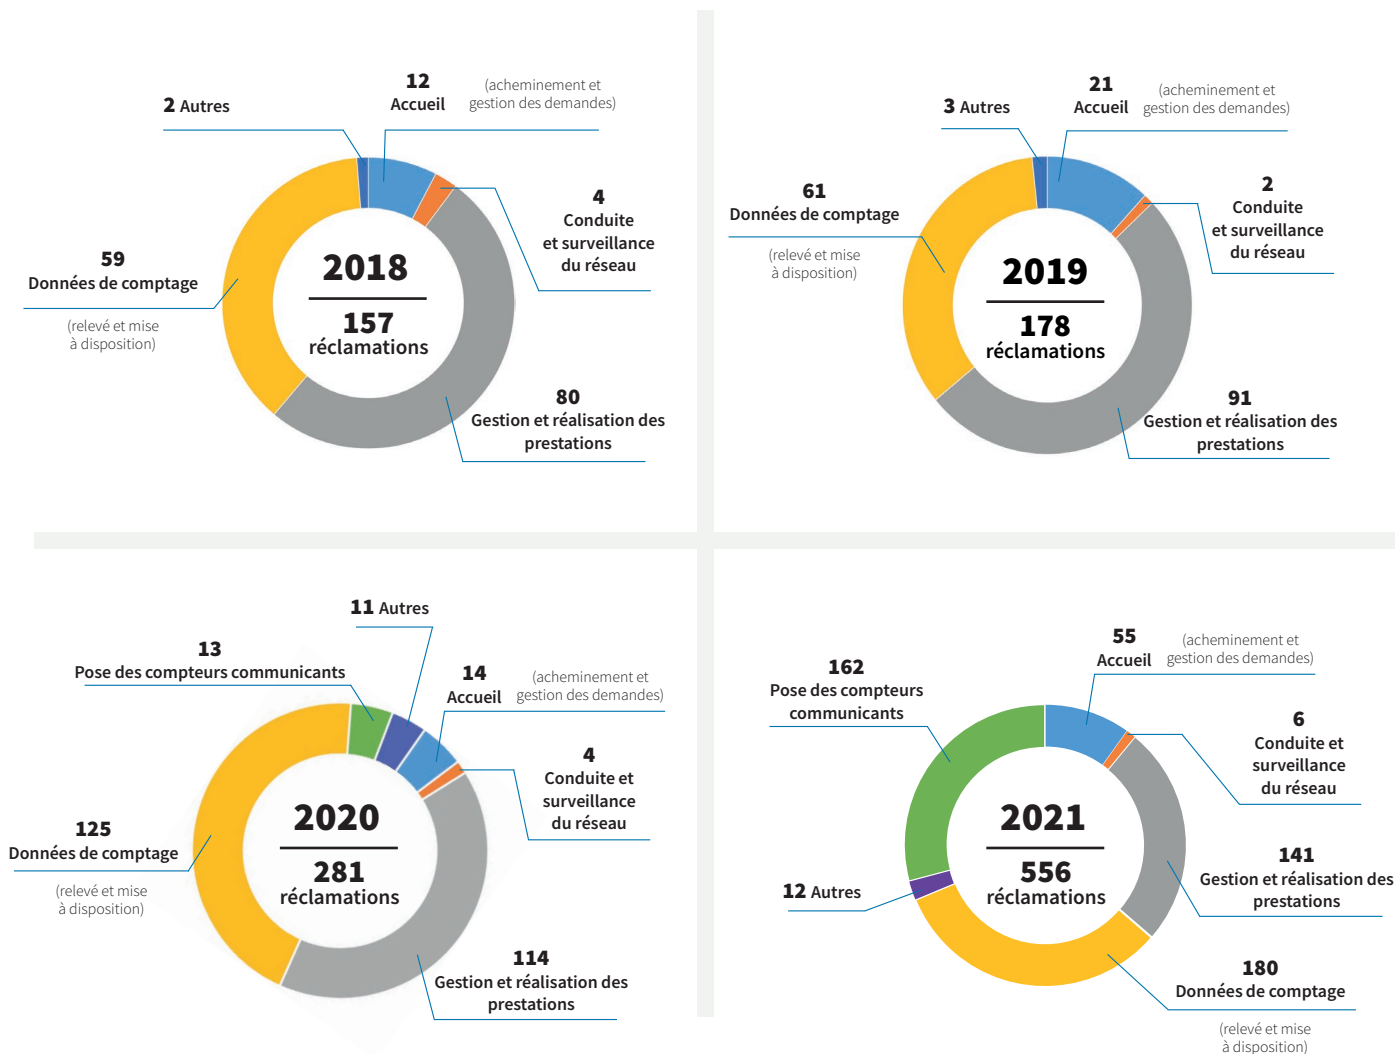 2 Autres
12
Accueil
(acheminement et
gestion des demandes)
4
Conduite
et surveillance
du réseau
59
Données de comptage
(relevé et mise
à disposition)
2018
157
réclamations
80
Gestion et réalisation des
prestations
3 Autres
21
Accueil
(acheminement et
gestion des demandes)
2
Conduite
et surveillance
du réseau
61
Données de comptage
(relevé et mise
à disposition)
2019
178
réclamations
91
Gestion et réalisation des
prestations
11 Autres
13
Pose des compteurs communicants
14
Accueil
(acheminement et
gestion des demandes)
4
Conduite et
surveillance
du réseau
125
Données de comptage
(relevé et mise
à disposition)
2020
281
réclamations
114
Gestion et réalisation des
prestations
55
Accueil
(acheminement et
gestion des demandes)
162
Pose des compteurs
communicants
6
Conduite et
surveillance
du réseau
2021
556
réclamations
12 Autres
141
Gestion et réalisation des
prestations
180
Données de comptage
(relevé et mise
à disposition)